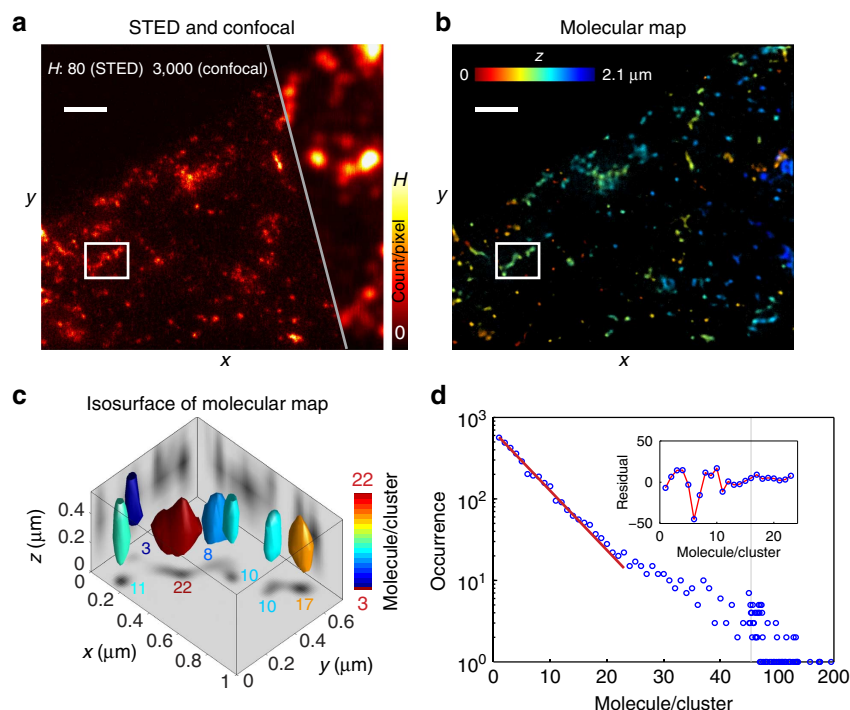 a
STED and confocal
H: 80 (STED) 3,000 (confocal)
y
x
H
Count/pixel
0
b
Molecular map
z
0
2.1 μm
y
x
c
Isosurface of molecular map
z (μm)
0.4
0.2
0
0.2
0.4
0.6
0.8
1
x (μm)
0
0.2
0.4
0.6
y (μm)
3
8
10
11
22
10
17
22
Molecule/cluster
3
d
Occurrence
10³
10²
10¹
10⁰
0
10
20
30
40
100
200
Molecule/cluster
Residual
50
0
−50
0
10
20
Molecule/cluster